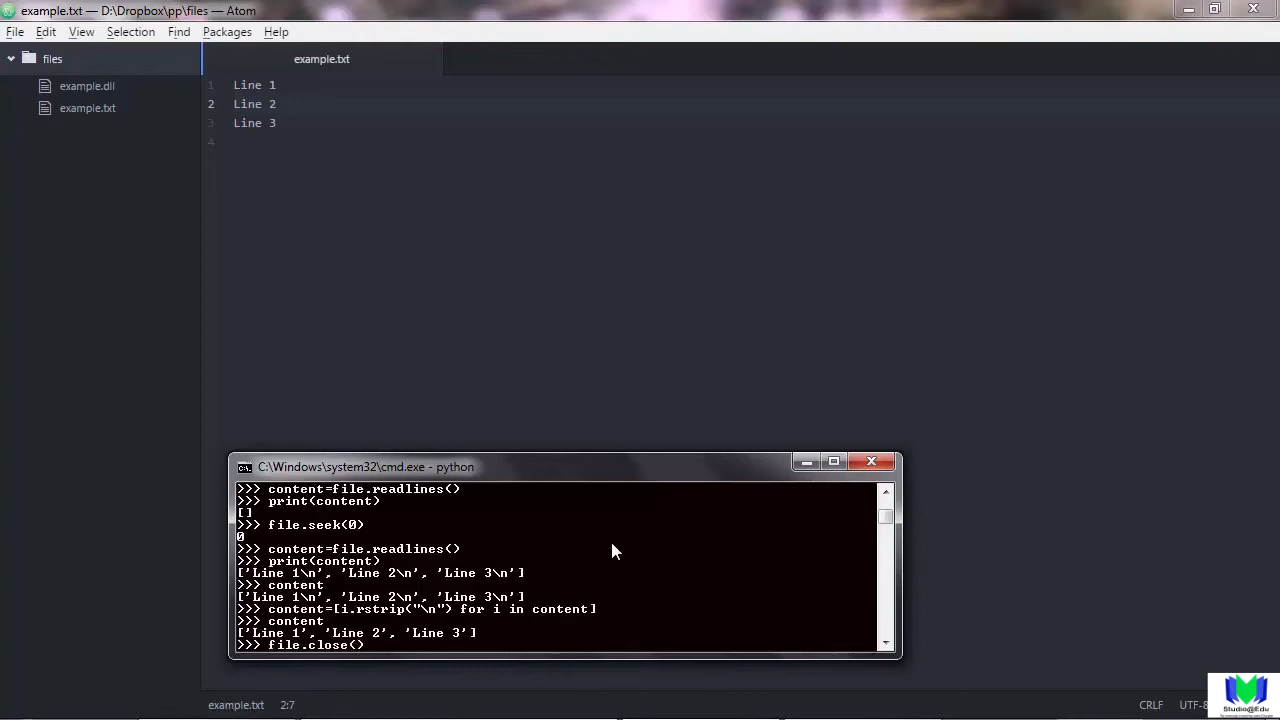 example.txt — D:\Dropbox\pp\files — Atom
File Edit View Selection Find Packages Help
files
example.txt
example.dll
example.txt
1 Line 1
2 Line 2
3 Line 3
4
C:\Windows\system32\cmd.exe - python
>>> content=file.readlines()
>>> print(content)
[]
>>> file.seek(0)
0
>>> content=file.readlines()
>>> print(content)
['Line 1\n', 'Line 2\n', 'Line 3\n']
>>> content
['Line 1\n', 'Line 2\n', 'Line 3\n']
>>> content=[i.rstrip("\n") for i in content]
>>> content
['Line 1', 'Line 2', 'Line 3']
>>> file.close()
example.txt 2:7 CRLF UTF-8
Studio@Edu